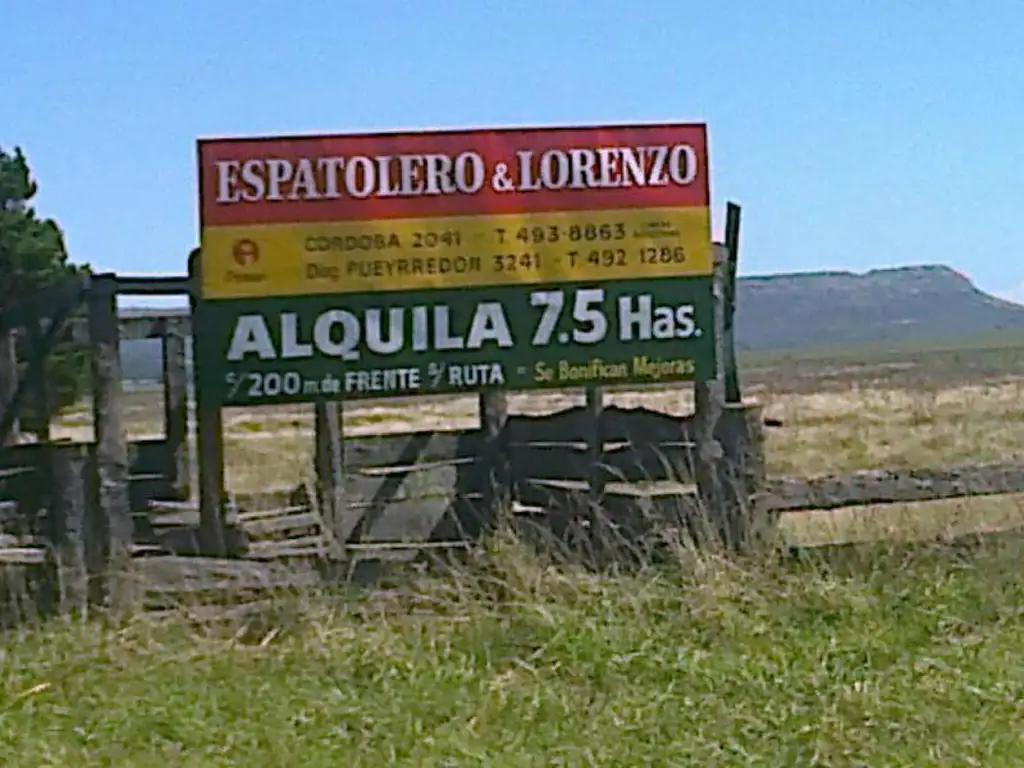 ESPATOLERO & LORENZO
CORDOBA 2041 - T. 493-8863
Diag. PUEYRREDON 3241 - T. 492 1286
ALQUILA 7.5 Has.
s/200 m. de FRENTE s/ RUTA - Se Bonifican Mejoras